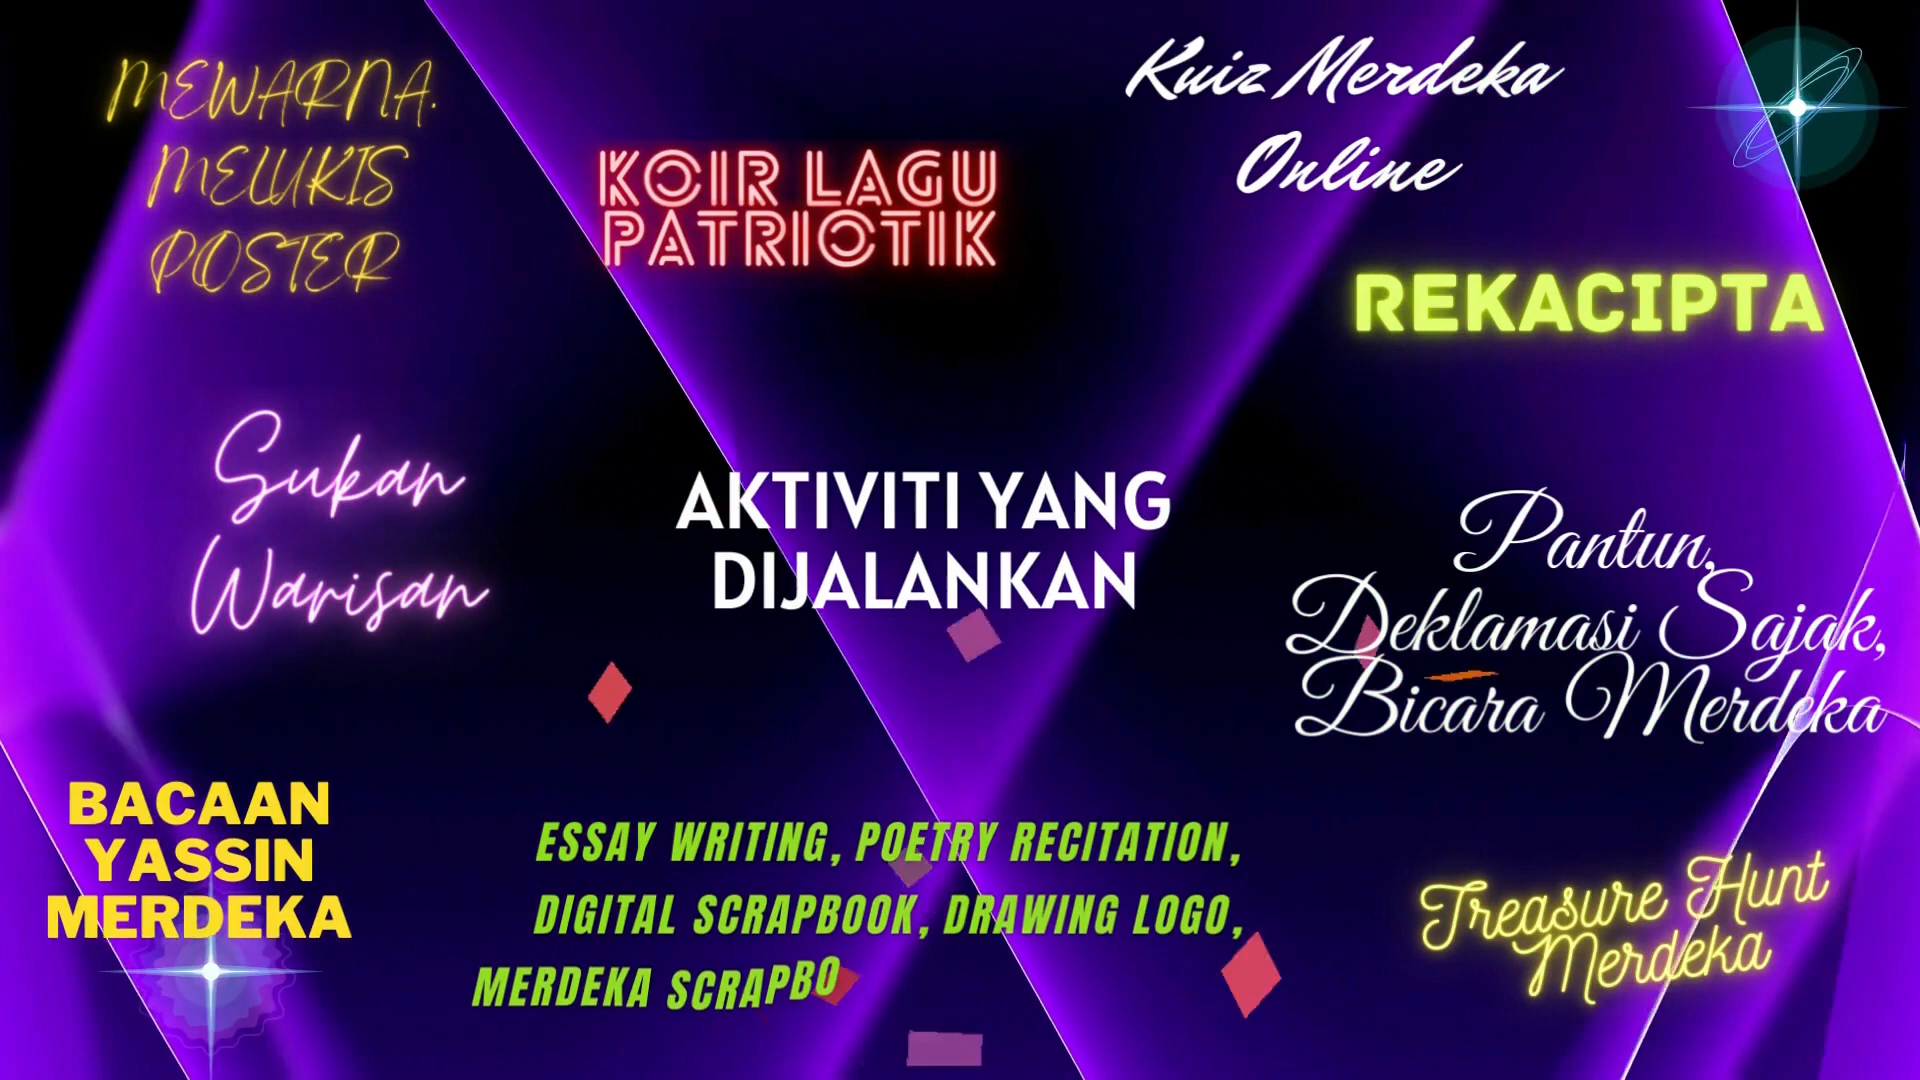 MEWARNA.
MELUKIS
POSTER
KOIR LAGU
PATRIOTIK
Kuiz Merdeka
Online
REKACIPTA
Sukan
Warisan
AKTIVITI YANG
DIJALANKAN
Pantun,
Deklamasi Sajak,
Bicara Merdeka
BACAAN
YASSIN
MERDEKA
ESSAY WRITING, POETRY RECITATION,
DIGITAL SCRAPBOOK, DRAWING LOGO,
MERDEKA SCRAPBO
Treasure Hunt
Merdeka